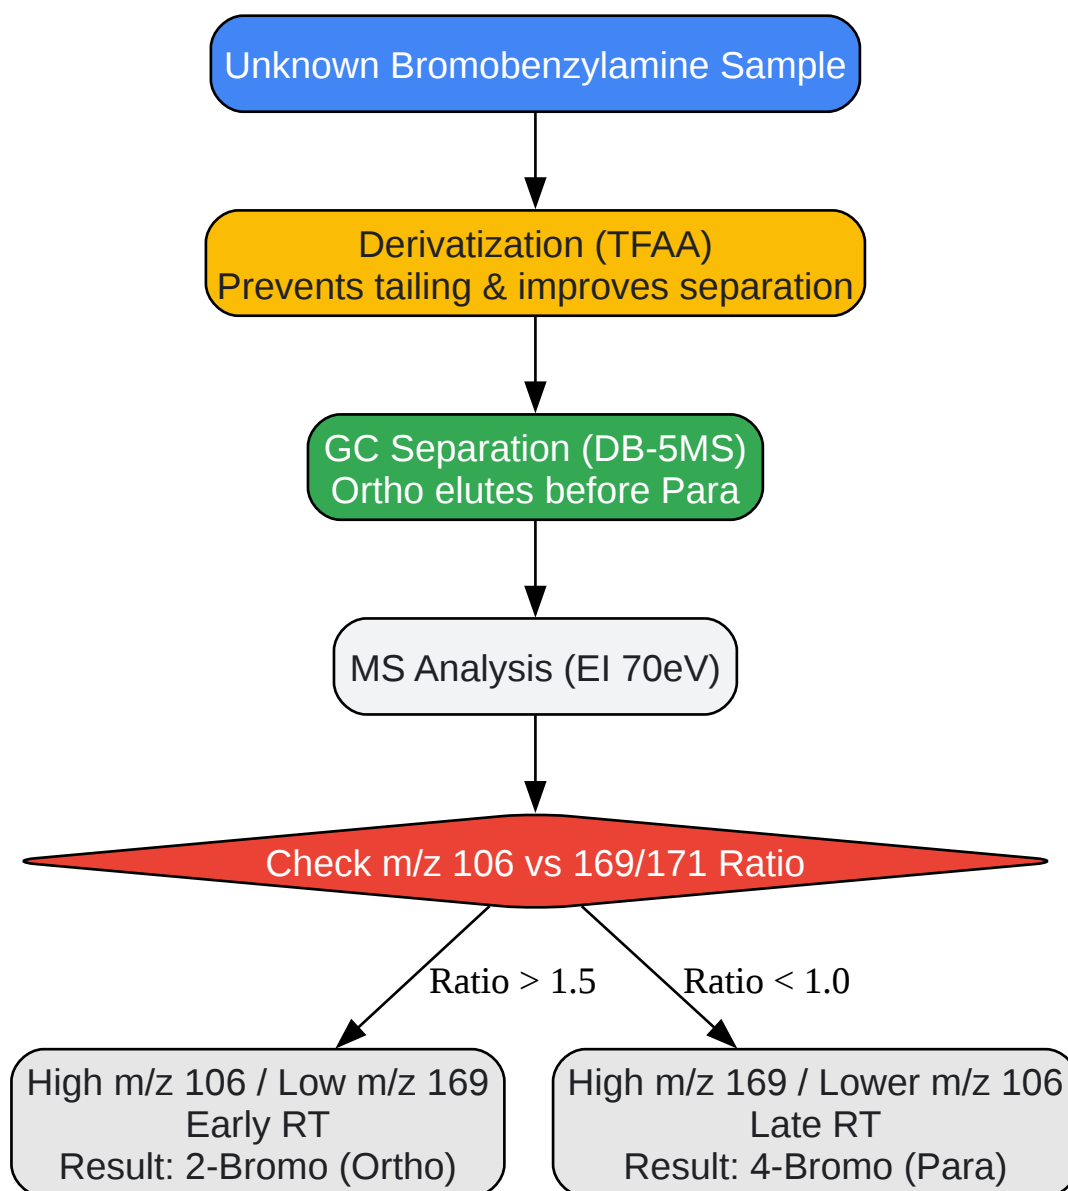 Unknown Bromobenzylamine Sample
Derivatization (TFAA)
Prevents tailing & improves separation
GC Separation (DB-5MS)
Ortho elutes before Para
MS Analysis (EI 70eV)
Check m/z 106 vs 169/171 Ratio
Ratio > 1.5
Ratio < 1.0
High m/z 106 / Low m/z 169
Early RT
Result: 2-Bromo (Ortho)
High m/z 169 / Lower m/z 106
Late RT
Result: 4-Bromo (Para)